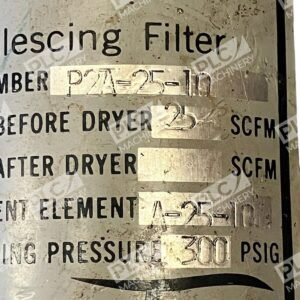 lescing Filter
MBER P2A-25-10
BEFORE DRYER 25 SCFM
AFTER DRYER SCFM
ENT ELEMENT A-25-10
ING PRESSURE 300 PSIG